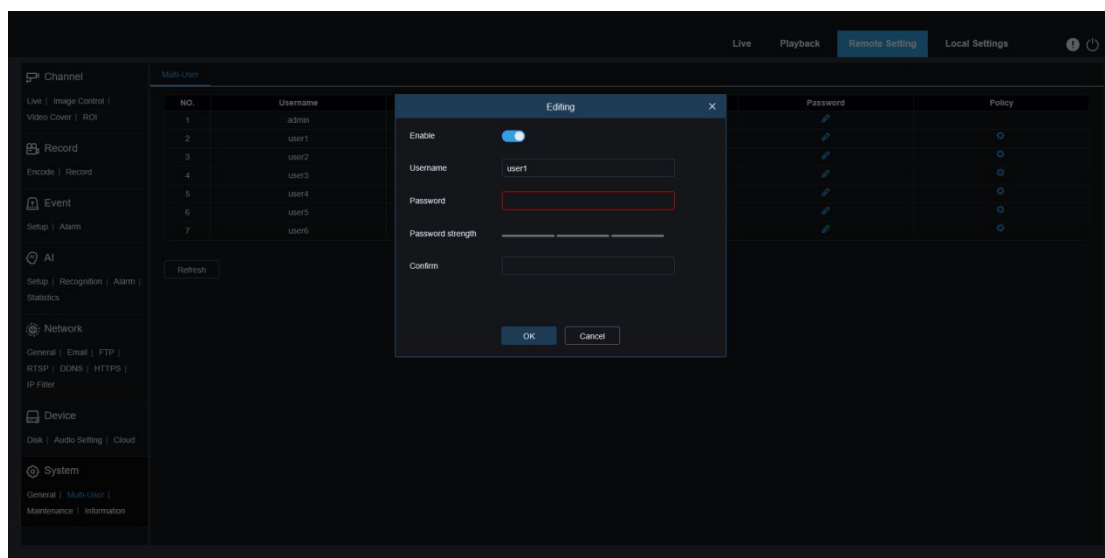 Live Playback Remote Setting Local Settings
Channel
Live | Image Control |
Video Cover | ROI
Record
Encode | Record
Event
Setup | Alarm
AI
Setup | Recognition | Alarm |
Statistics
Network
General | Email | FTP |
RTSP | DDNS | HTTPS |
IP Filter
Device
Disk | Audio Setting | Cloud
System
General | Multi-User |
Maintenance | Information
Multi-User
NO. Username Password Policy
1 admin
2 user1
3 user2
4 user3
5 user4
6 user5
7 user6
Refresh
Editing
Enable
Username user1
Password
Password strength
Confirm
OK Cancel